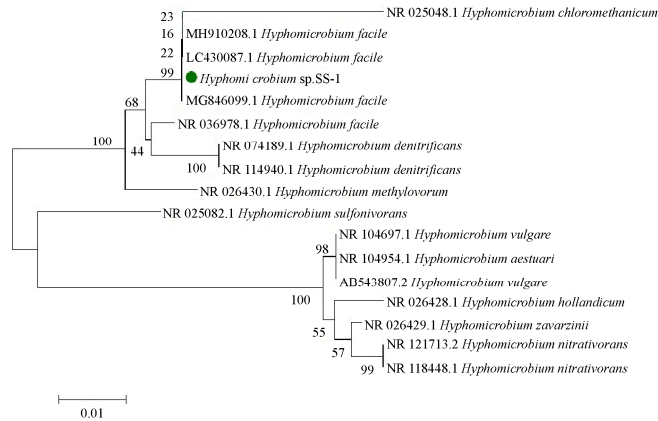 NR 025048.1 Hyphomicrobium chloromethanicum
23
16
MH910208.1 Hyphomicrobium facile
22
LC430087.1 Hyphomicrobium facile
99
Hyphomi crobium sp.SS-1
MG846099.1 Hyphomicrobium facile
68
NR 036978.1 Hyphomicrobium facile
100
44
NR 074189.1 Hyphomicrobium denitrificans
100
NR 114940.1 Hyphomicrobium denitrificans
NR 026430.1 Hyphomicrobium methylovorum
NR 025082.1 Hyphomicrobium sulfonivorans
NR 104697.1 Hyphomicrobium vulgare
98
NR 104954.1 Hyphomicrobium aestuari
AB543807.2 Hyphomicrobium vulgare
100
NR 026428.1 Hyphomicrobium hollandicum
55
NR 026429.1 Hyphomicrobium zavarzinii
57
NR 121713.2 Hyphomicrobium nitrativorans
99
NR 118448.1 Hyphomicrobium nitrativorans
0.01